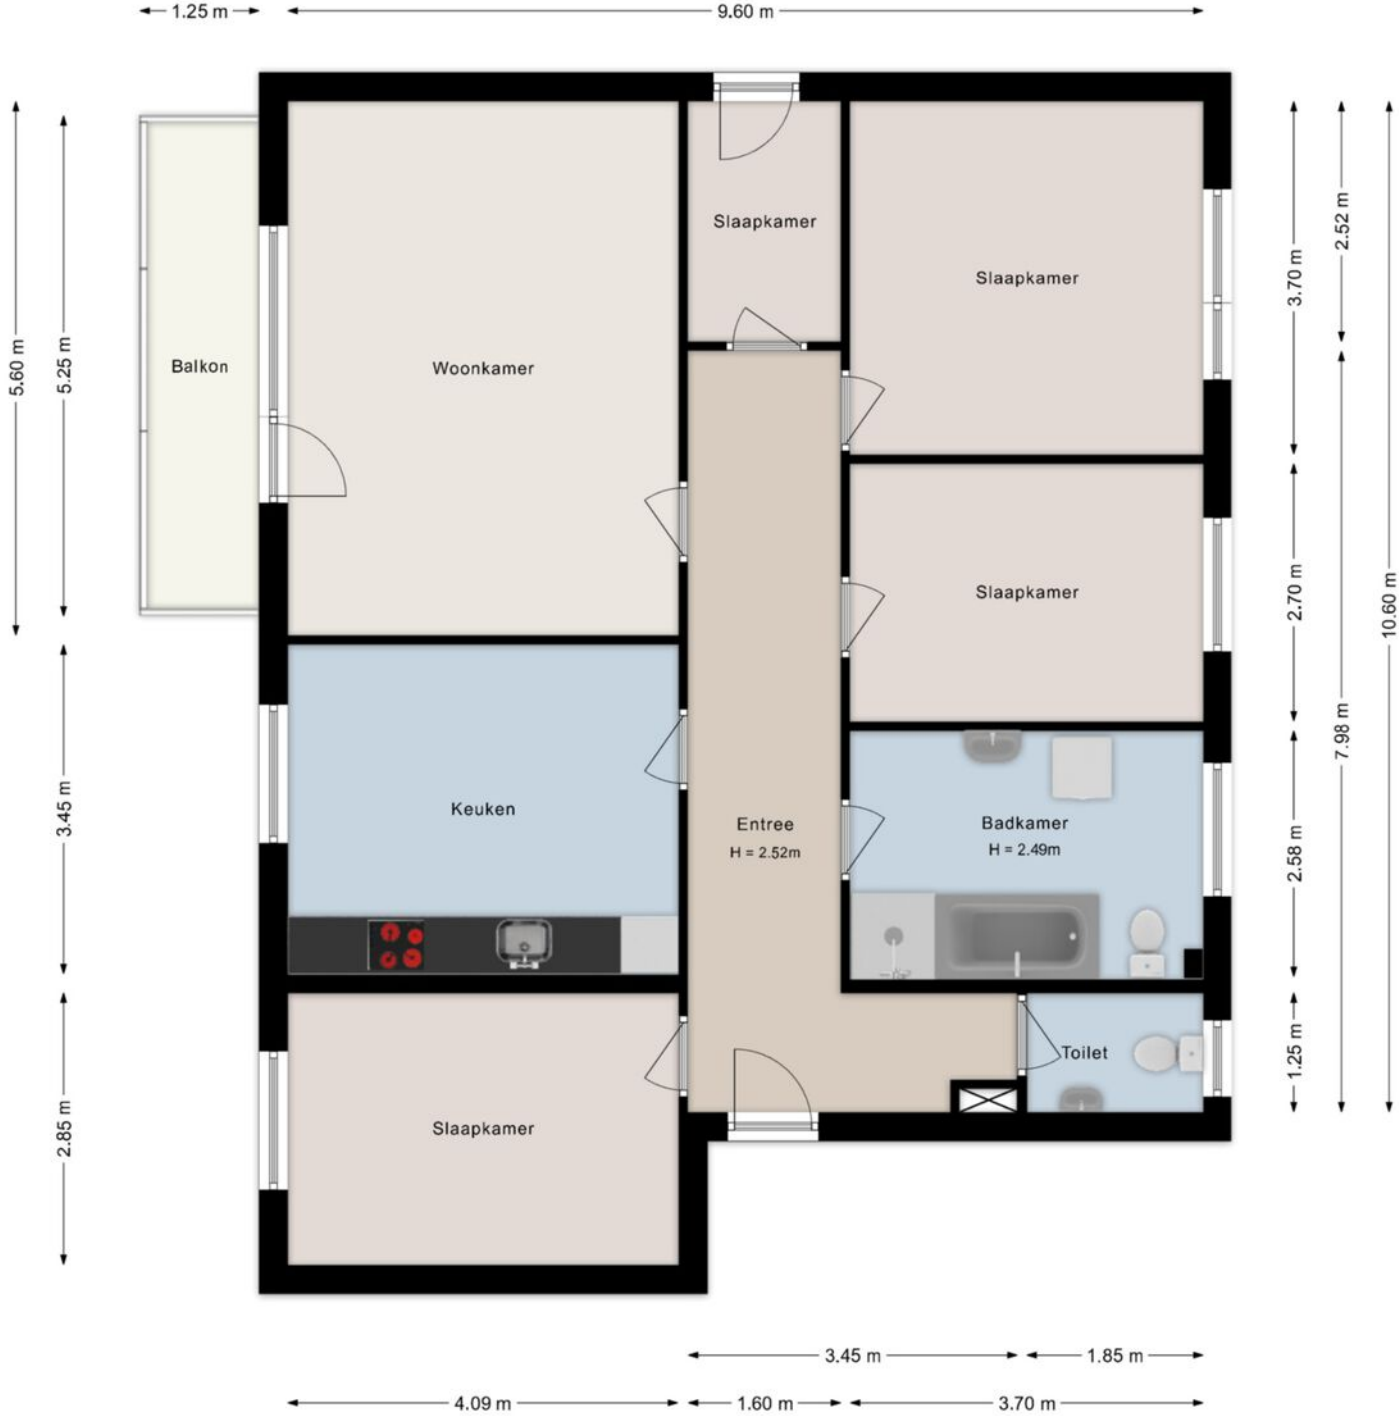 1.25 m
9.60 m
Slaapkamer
2.52 m
Slaapkamer
3.70 m
5.60 m
5.25 m
Balkon
Woonkamer
Slaapkamer
2.70 m
10.60 m
7.98 m
3.45 m
Keuken
Entree
H = 2.52m
Badkamer
H = 2.49m
2.58 m
1.25 m
Toilet
2.85 m
Slaapkamer
3.45 m
1.85 m
4.09 m
1.60 m
3.70 m